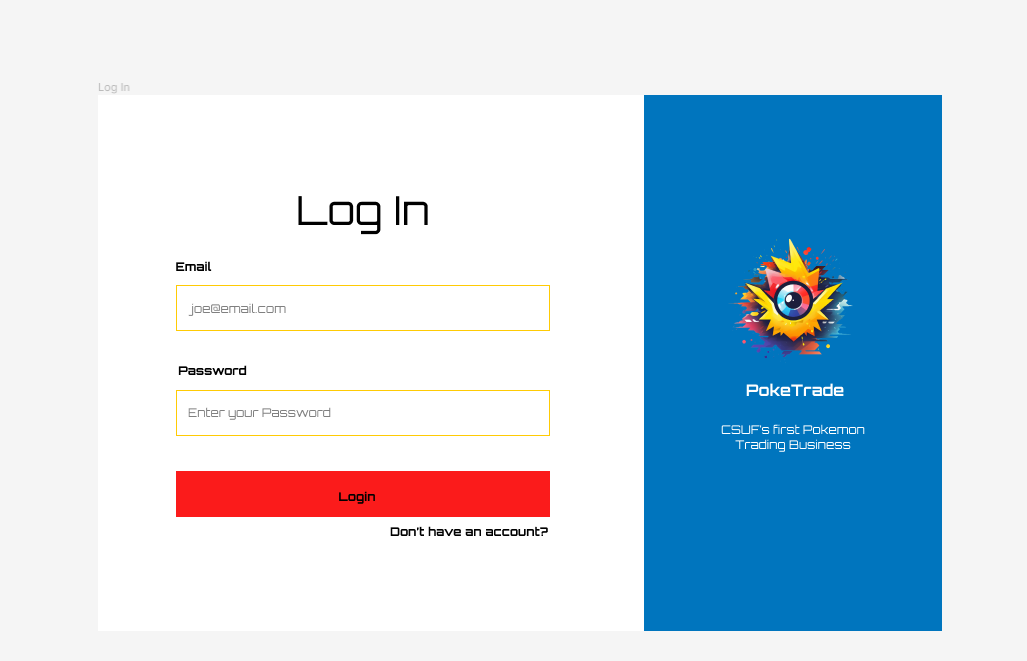 Log In
Log In
Email
joe@email.com
Password
Enter your Password
Login
Don't have an account?
PokeTrade
CSUF's first Pokemon
Trading Business